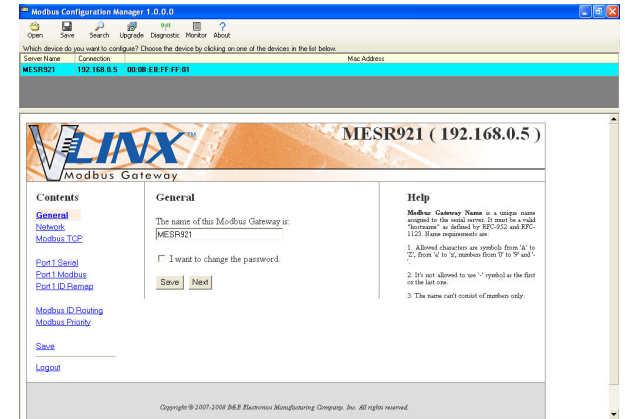 Modbus Configuration Manager 1.0.0.0
Open Save Search Upgrade Diagnostic Monitor About
Which device do you want to configure? Choose the device by clicking on one of the devices in the list below.
Server Name Connection Mac Address
MESR921 192.168.0.5 00:0B:EB:FF:FF:01
VLINX™
Modbus Gateway
MESR921 ( 192.168.0.5 )
Contents
General
Network
Modbus TCP
Port1 Serial
Port1 Modbus
Port1 ID Remap
Modbus ID Routing
Modbus Priority
Save
Logout
General
The name of this Modbus Gateway is:
MESR921
I want to change the password.
Save Next
Help
Modbus Gateway Name is a unique name
assigned to the serial server. It must be a valid
"hostname" as defined by RFC-952 and RFC-
1123. Name requirements are:
1. Allowed characters are symbols from 'A' to
'Z', from 'a' to 'z', numbers from '0' to '9' and '-
'.
2. It's not allowed to use '-' symbol as the first
or the last one.
3. The name can't consist of numbers only.
Copyright © 2007-2008 B&B Electronics Manufacturing Company, Inc. All rights reserved.